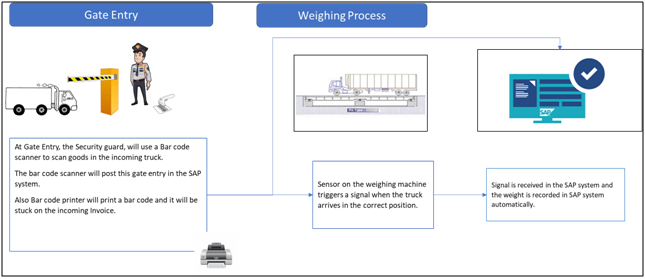 Gate Entry
Weighing Process
SAP
At Gate Entry, the Security guard, will use a Bar code
scanner to scan goods in the incoming truck.
The bar code scanner will post this gate entry in the SAP
system.
Also Bar code printer will print a bar code and it will be
stuck on the incoming Invoice.
Sensor on the weighing machine
triggers a signal when the truck
arrives in the correct position.
Signal is received in the SAP system and
the weight is recorded in SAP system
automatically.